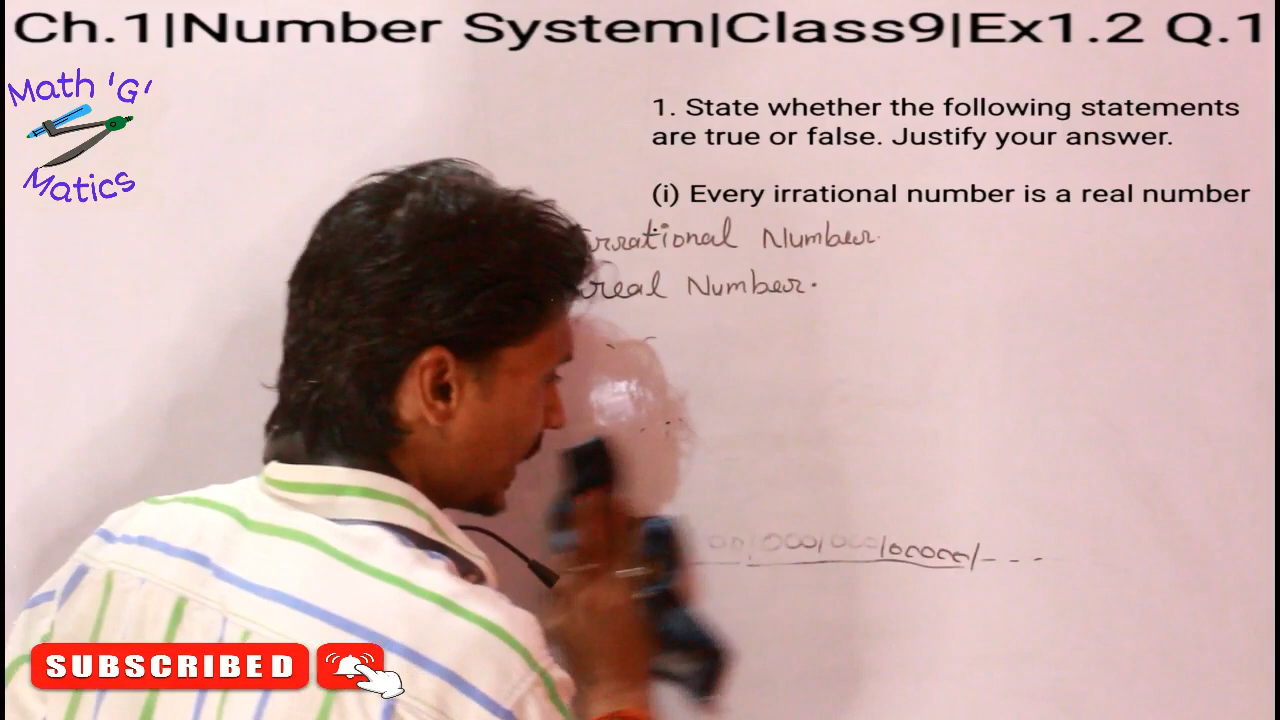 Ch.1|Number System|Class9|Ex1.2 Q.1
Math 'G'
Matics
1. State whether the following statements
are true or false. Justify your answer.
(i) Every irrational number is a real number
Irrational Number.
real Number.
SUBSCRIBED